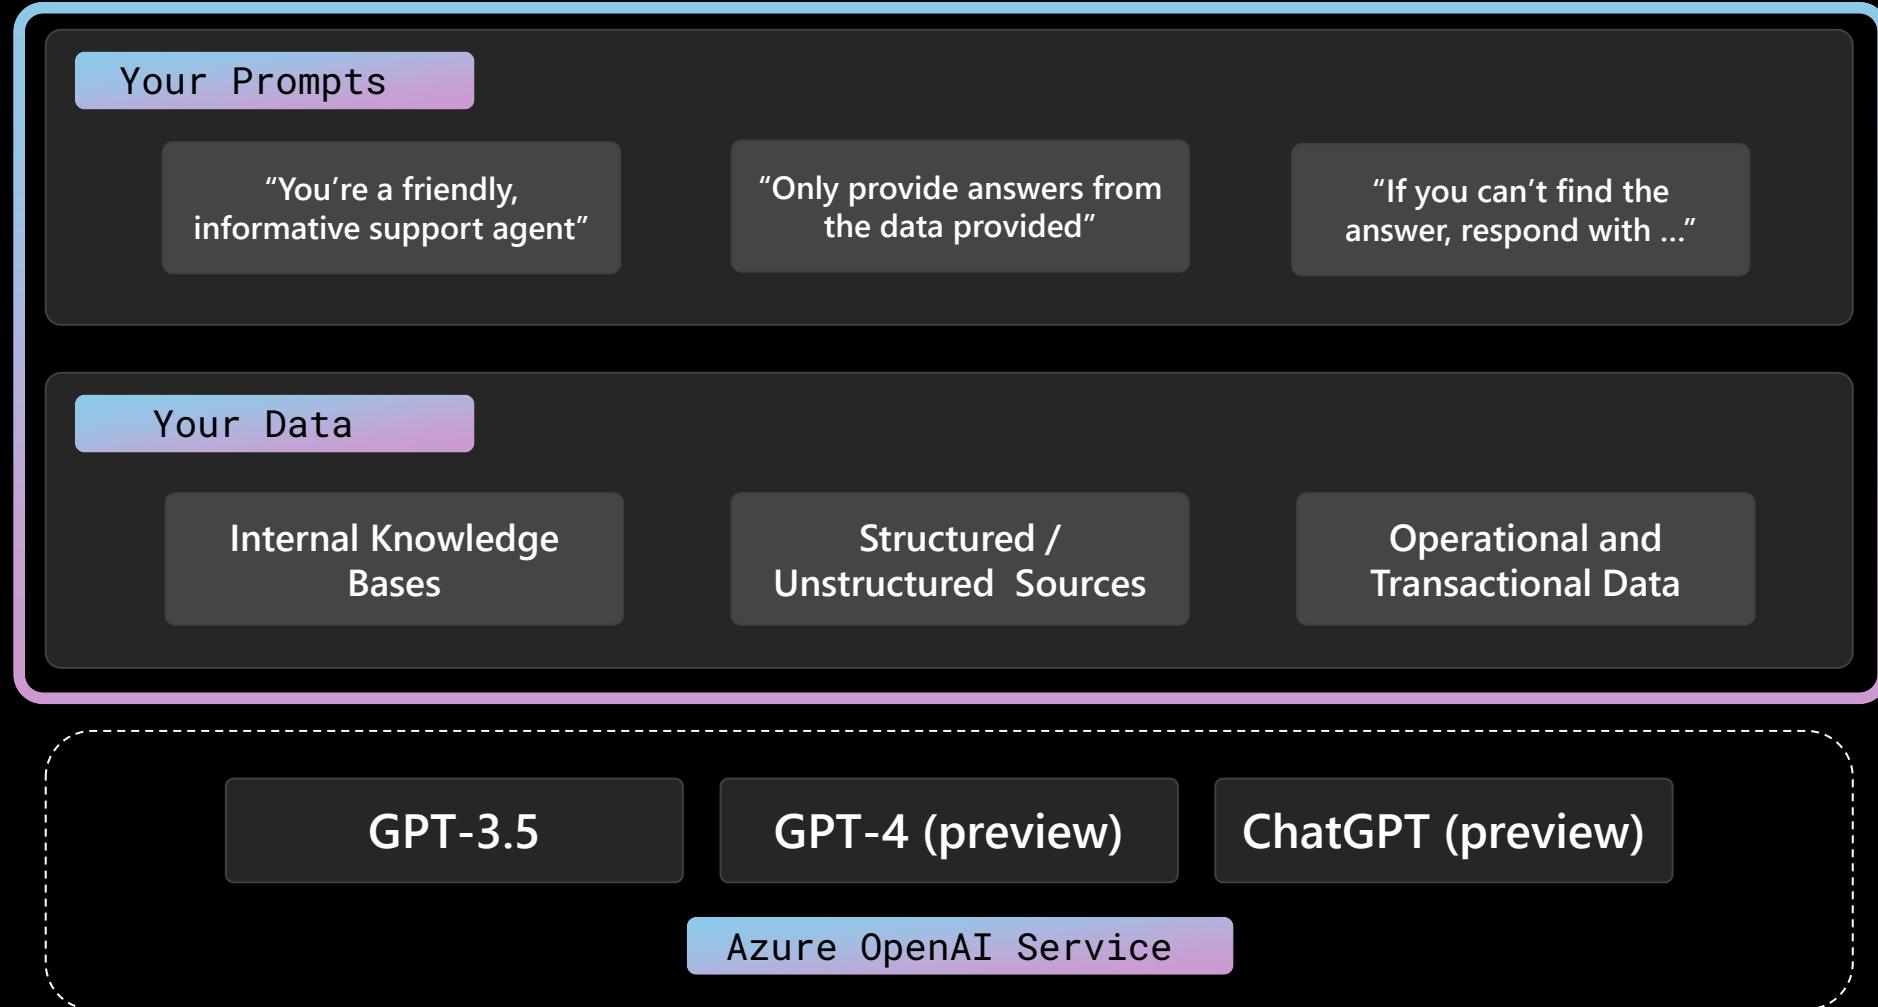 Your Prompts
“You’re a friendly,
informative support agent”
“Only provide answers from
the data provided”
“If you can’t find the
answer, respond with ...”
Your Data
Internal Knowledge
Bases
Structured /
Unstructured  Sources
Operational and
Transactional Data
GPT-3.5
GPT-4 (preview)
ChatGPT (preview)
Azure OpenAI Service